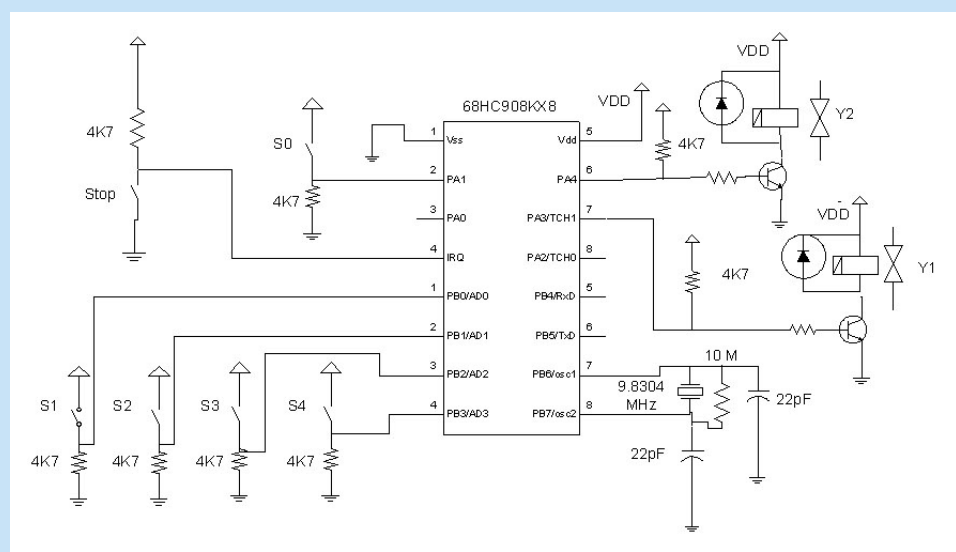 VDD
68HC908KX8
VDD
Y2
4K7
S0
4K7
Stop
4K7
1
Vss
2
PA1
3
PA0
4
IRQ
1
PB0/AD0
2
PB1/AD1
3
PB2/AD2
4
PB3/AD3
5
Vdd
6
PA4
7
PA3/TCH1
8
PA2/TCH0
5
PB4/RxD
6
PB5/TxD
7
PB6/osc1
8
PB7/osc2
VDD
Y1
4K7
10 M
9.8304
MHz
22pF
22pF
S1
S2
S3
S4
4K7
4K7
4K7
4K7